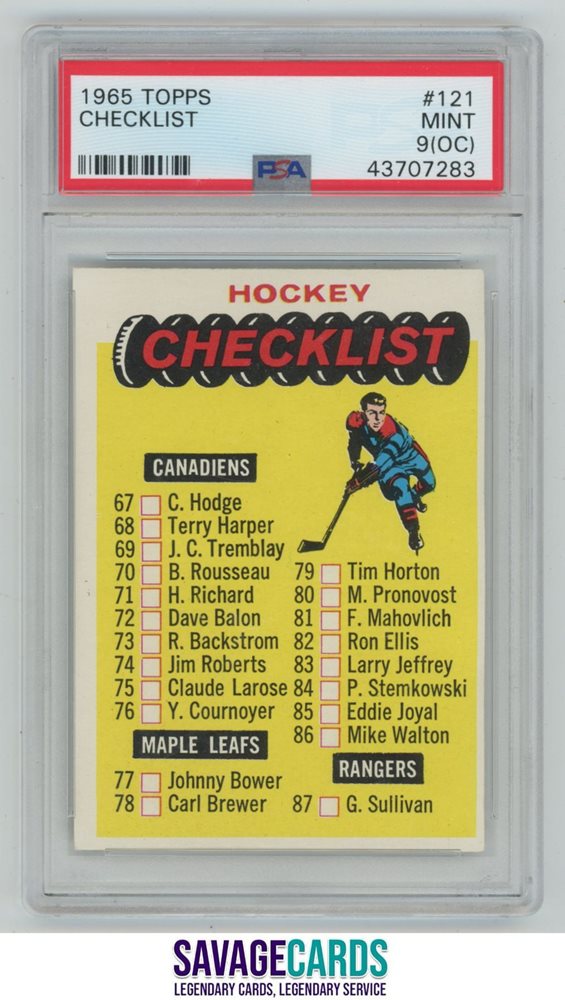 1965 TOPPS #121
CHECKLIST MINT
9(OC)
PSA 43707283
HOCKEY
CHECKLIST
CANADIENS
67 C. Hodge
68 Terry Harper
69 J. C. Tremblay
70 B. Rousseau
71 H. Richard
72 Dave Balon
73 R. Backstrom
74 Jim Roberts
75 Claude Larose
76 Y. Cournoyer
MAPLE LEAFS
77 Johnny Bower
78 Carl Brewer
79 Tim Horton
80 M. Pronovost
81 F. Mahovlich
82 Ron Ellis
83 Larry Jeffrey
84 P. Stemkowski
85 Eddie Joyal
86 Mike Walton
RANGERS
87 G. Sullivan
SAVAGECARDS
LEGENDARY CARDS, LEGENDARY SERVICE